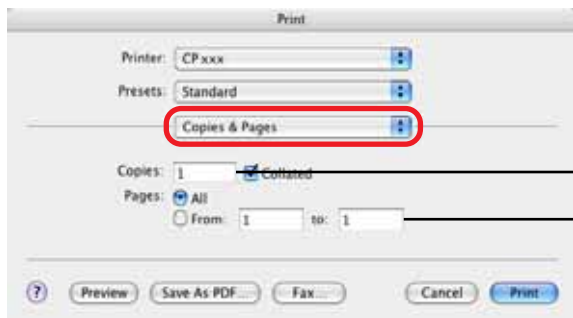 Print
Printer: CP xxx
Presets: Standard
Copies & Pages
Copies: 1 Collated
Pages: All
From: 1 to: 1
? Preview Save As PDF... Fax... Cancel Print